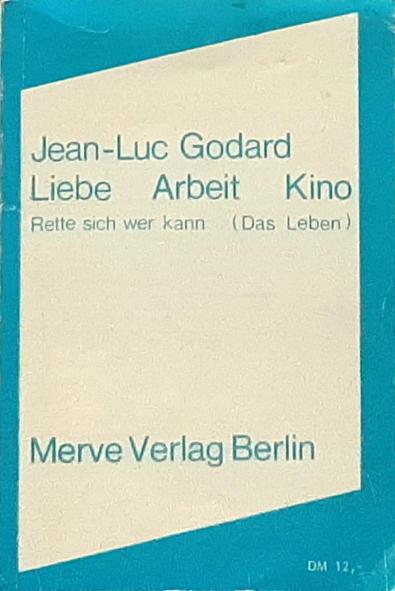 Jean-Luc Godard
Liebe Arbeit Kino
Rette sich wer kann (Das Leben)
Merve Verlag Berlin
DM 12,-